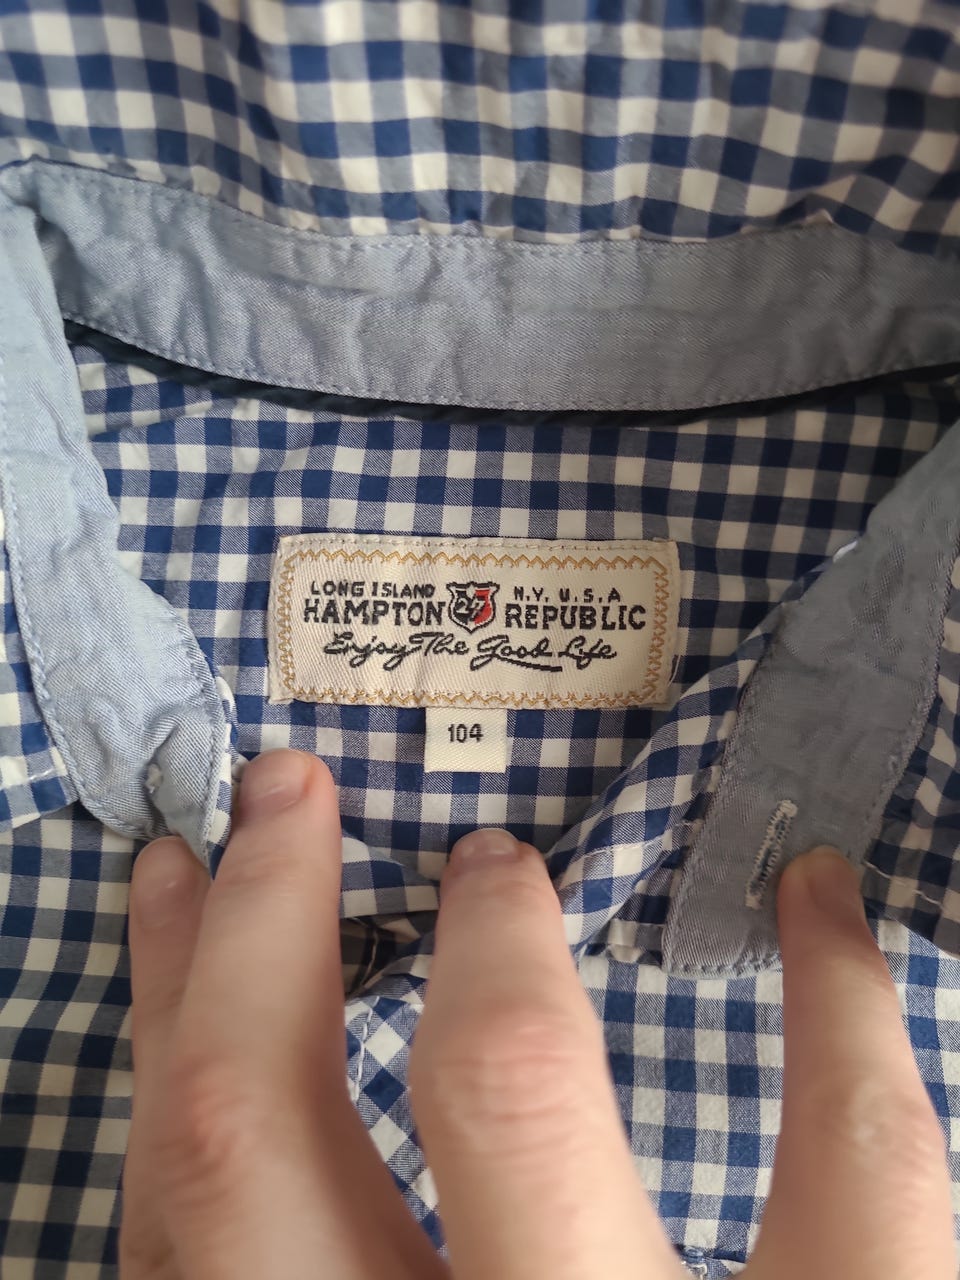 LONG ISLAND N.Y. U.S.A
HAMPTON 27 REPUBLIC
Enjoy The Good Life
104